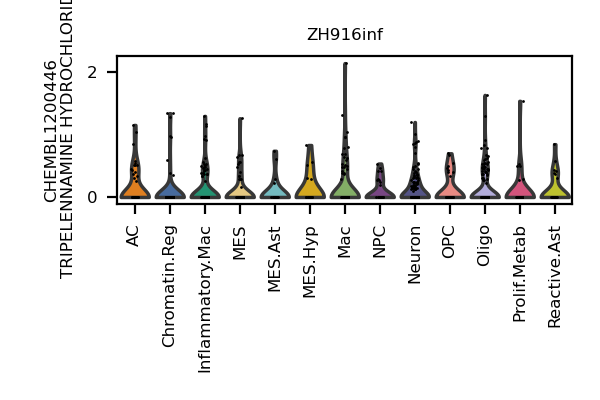 ZH916inf
CHEMBL1200446
TRIPELENNAMINE HYDROCHLORID
2
0
AC
Chromatin.Reg
Inflammatory.Mac
MES
MES.Ast
MES.Hyp
Mac
NPC
Neuron
OPC
Oligo
Prolif.Metab
Reactive.Ast